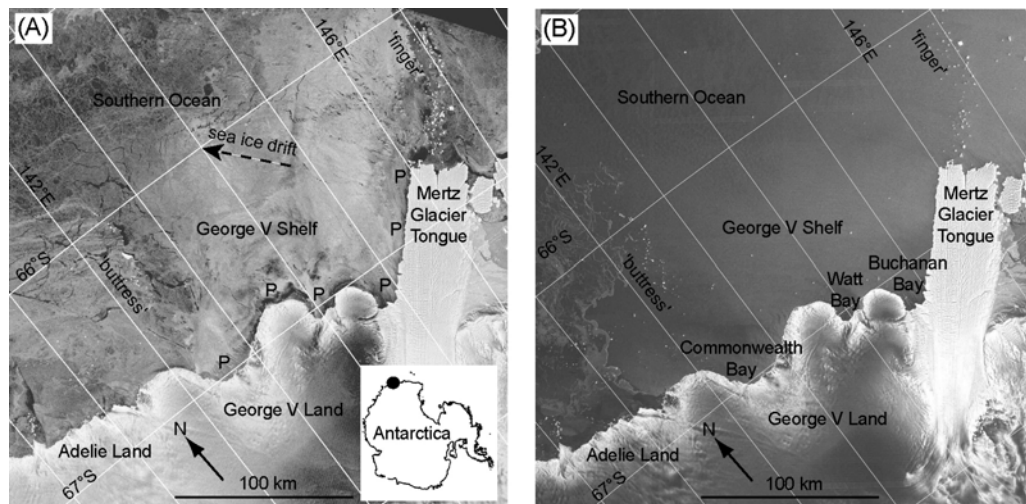 (A)
146°E
'finger'
Southern Ocean
sea ice drift
142°E
P
Mertz
Glacier
Tongue
George V Shelf
P
66°S
'buttress'
P
P
P
P
George V Land
Antarctica
N
Adelie Land
67°S
100 km
(B)
146°E
'finger'
Southern Ocean
142°E
Mertz
Glacier
Tongue
George V Shelf
66°S
'buttress'
Watt
Bay
Buchanan
Bay
Commonwealth
Bay
George V Land
N
Adelie Land
67°S
100 km